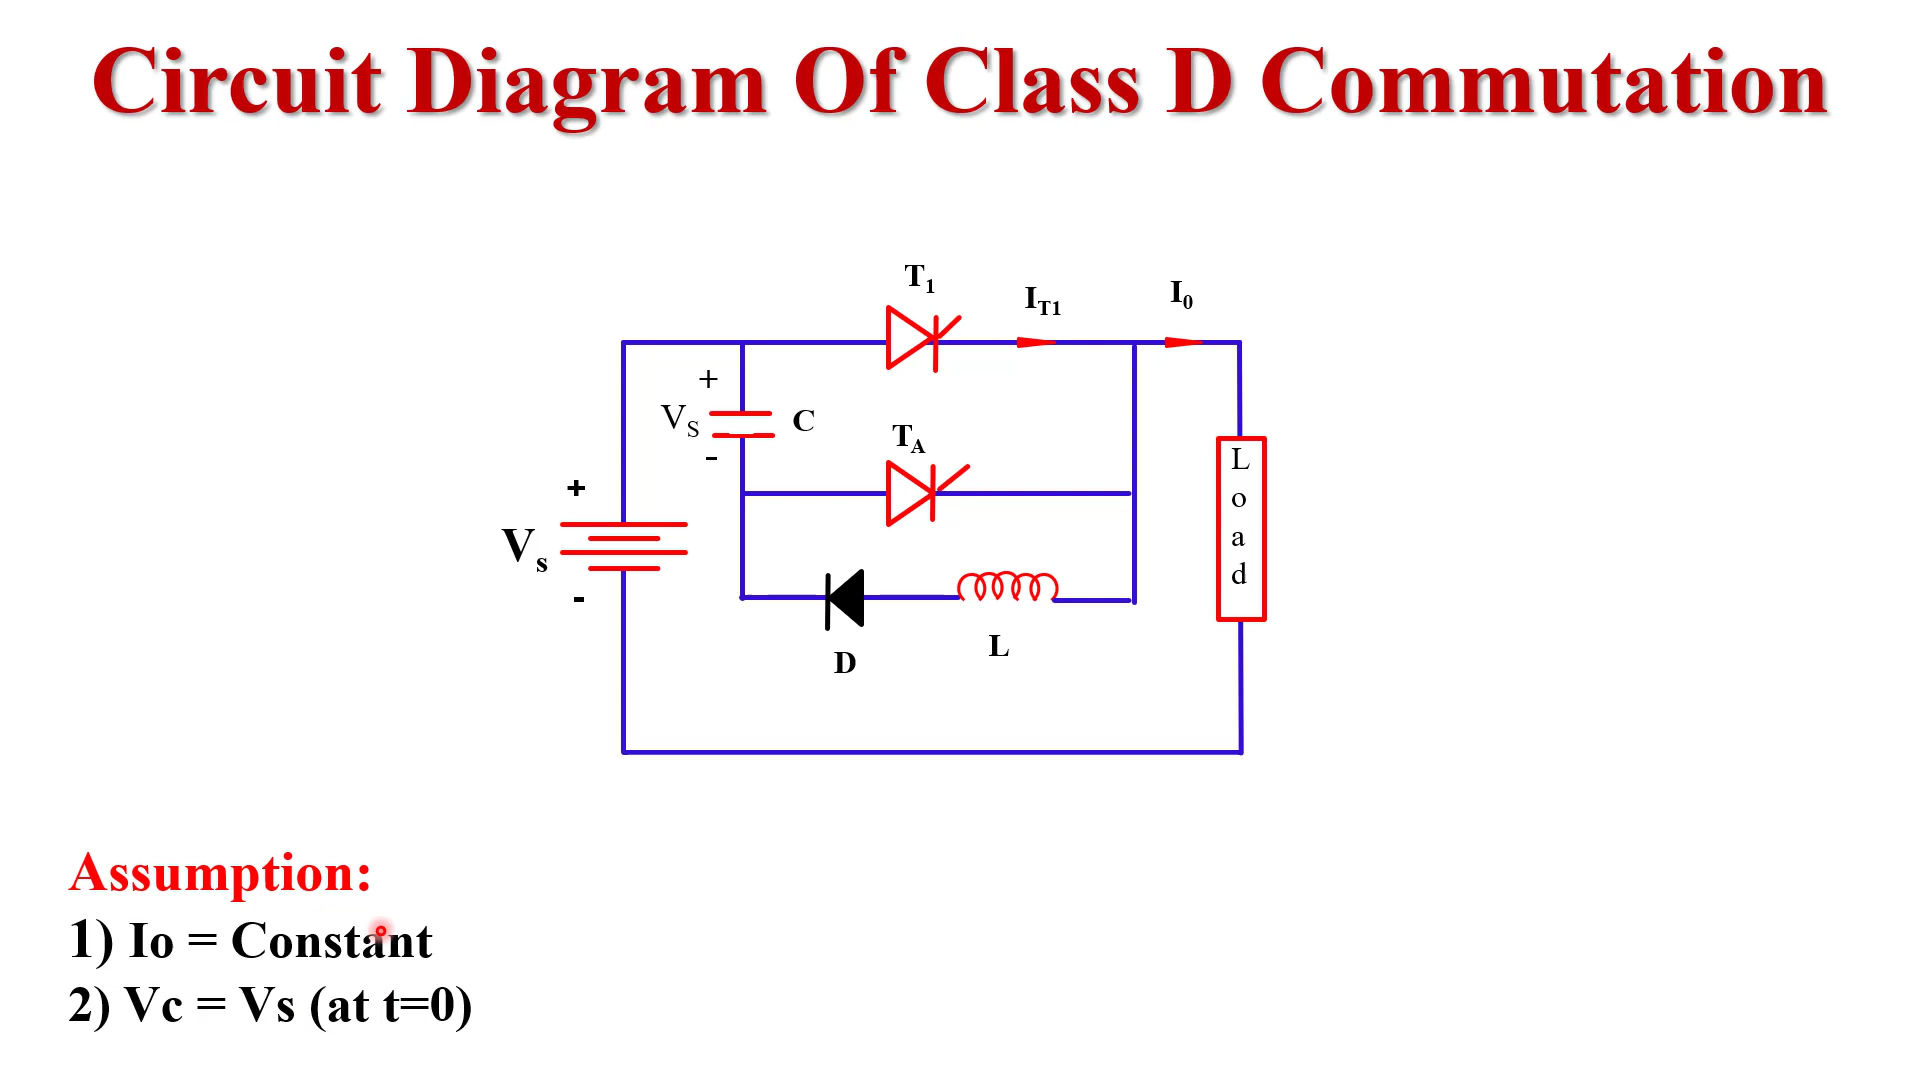 Circuit Diagram Of Class D Commutation
T1
IT1
I0
+
VS
C
-
TA
+
Vs
-
Load
D
L
Assumption:
1) Io = Constant
2) Vc = Vs (at t=0)